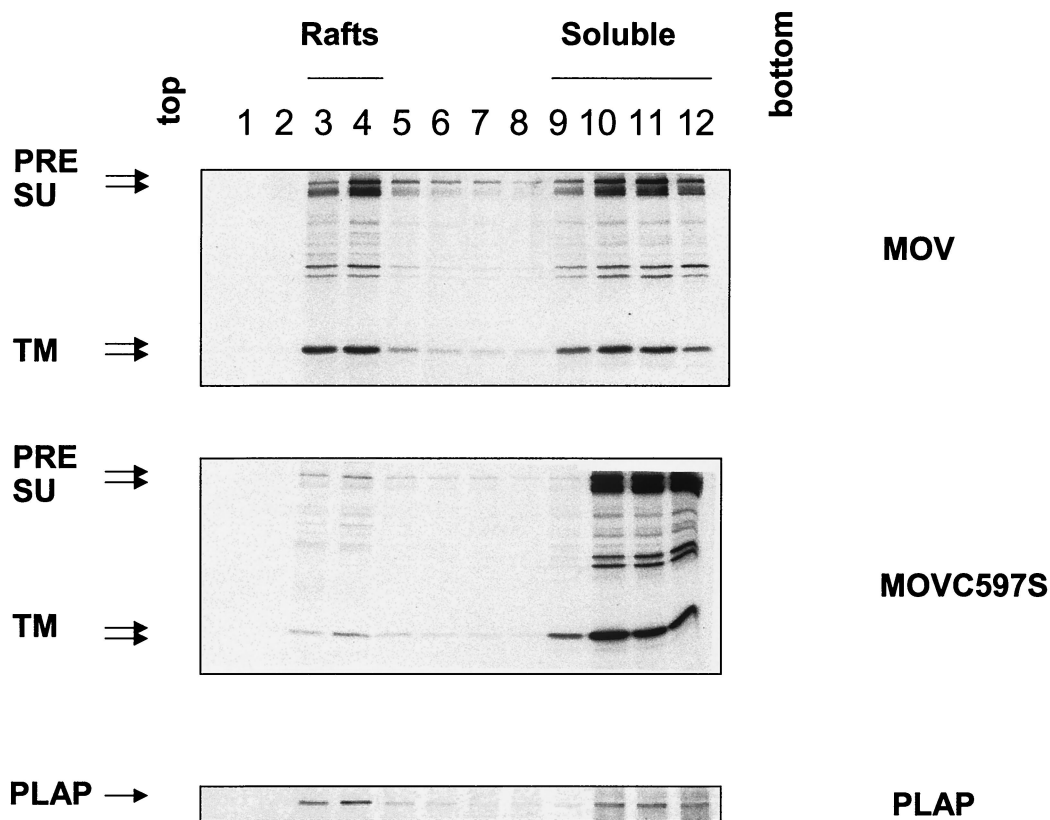 Rafts Soluble
top bottom
1 2 3 4 5 6 7 8 9 10 11 12
PRE
SU
MOV
TM
PRE
SU
MOVC597S
TM
PLAP PLAP